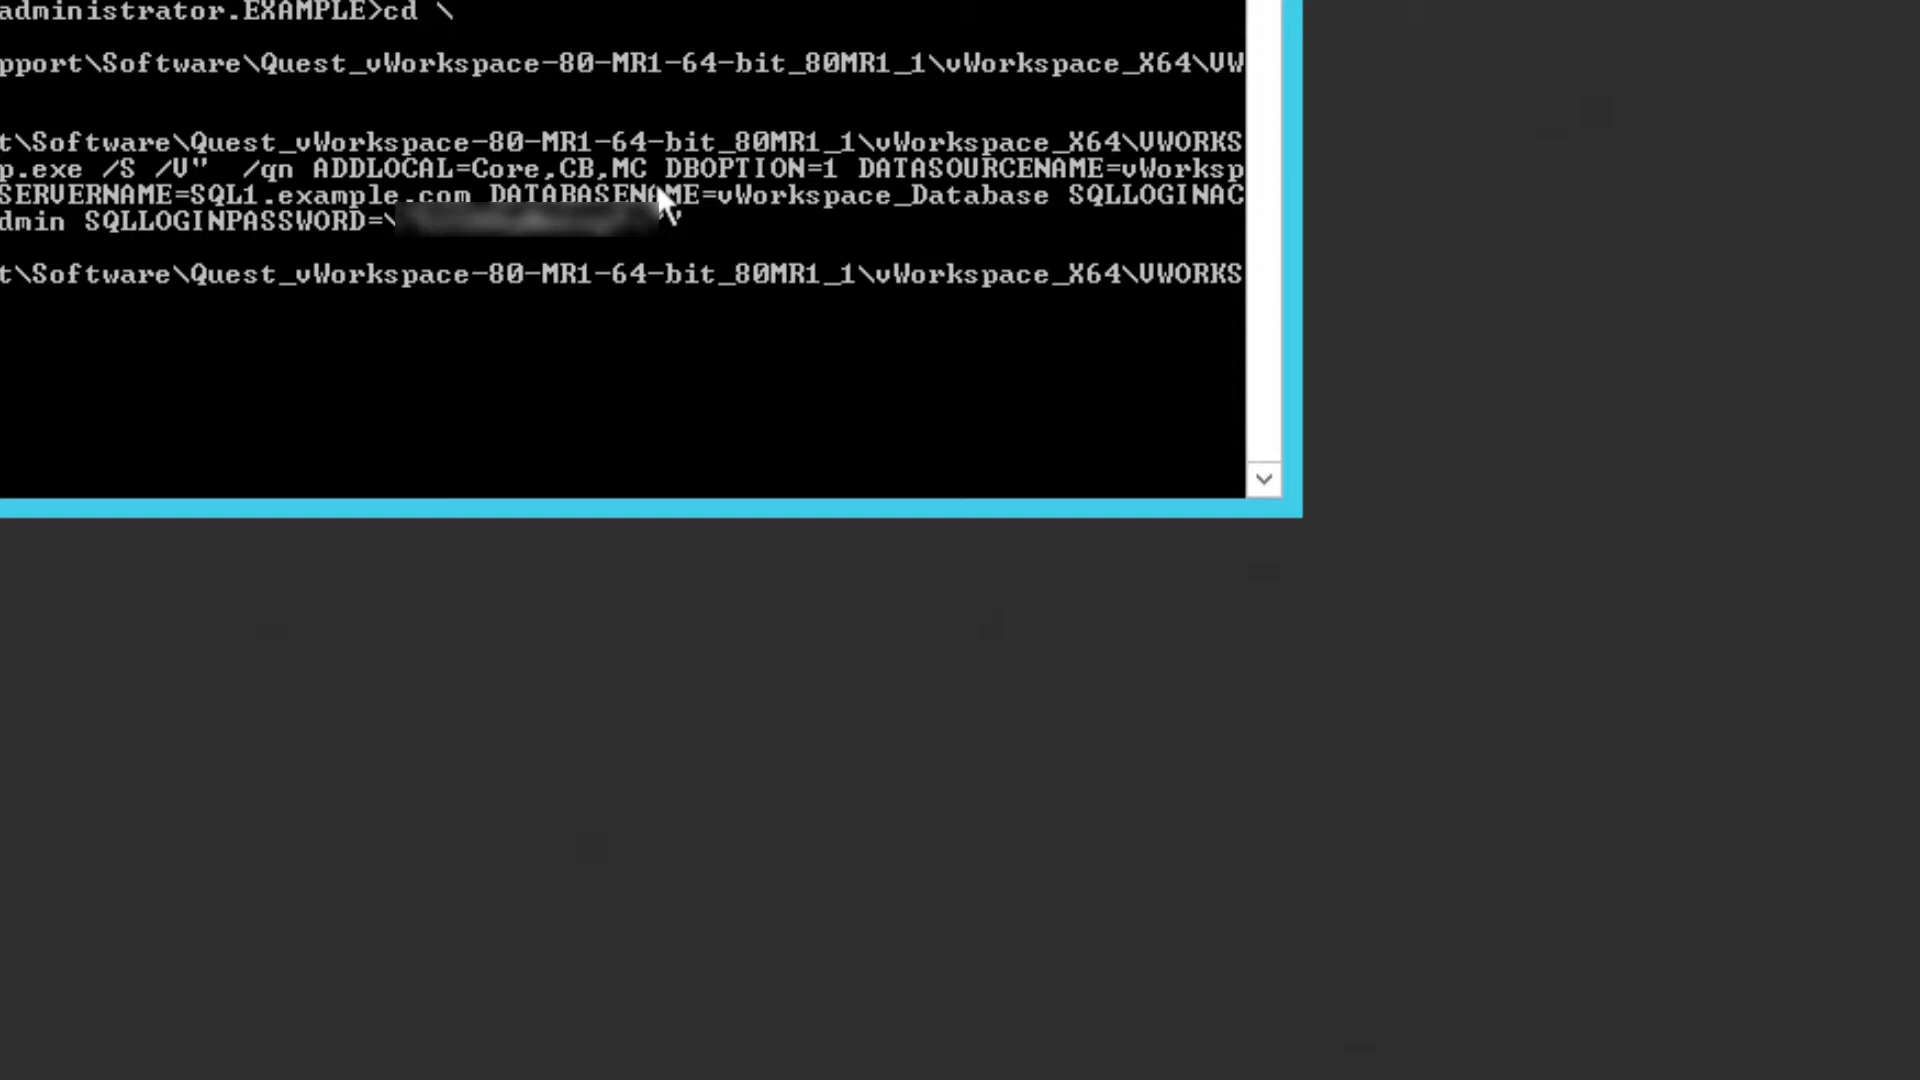 administrator.EXAMPLE>cd \
pport\Software\Quest_vWorkspace-80-MR1-64-bit_80MR1_1\vWorkspace_X64\VW
t\Software\Quest_vWorkspace-80-MR1-64-bit_80MR1_1\vWorkspace_X64\VWORKS
p.exe /S /V"  /qn ADDLOCAL=Core,CB,MC DBOPTION=1 DATASOURCENAME=vWorksp
SERVERNAME=SQL1.example.com DATABASENAME=vWorkspace_Database SQLLOGINAC
dmin SQLLOGINPASSWORD=\
t\Software\Quest_vWorkspace-80-MR1-64-bit_80MR1_1\vWorkspace_X64\VWORKS